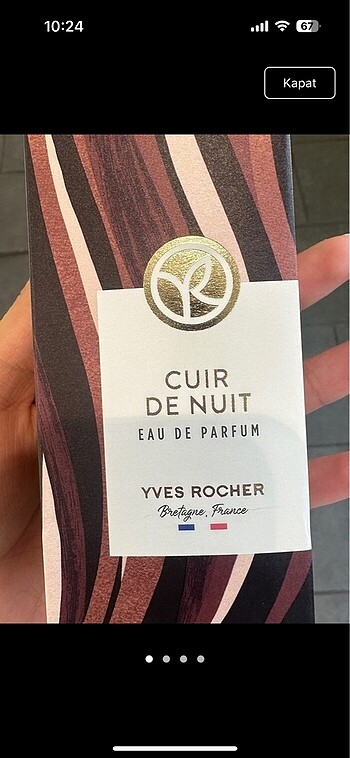 10:24
67
Kapat
CUIR
DE NUIT
EAU DE PARFUM
YVES ROCHER
Bretagne, France